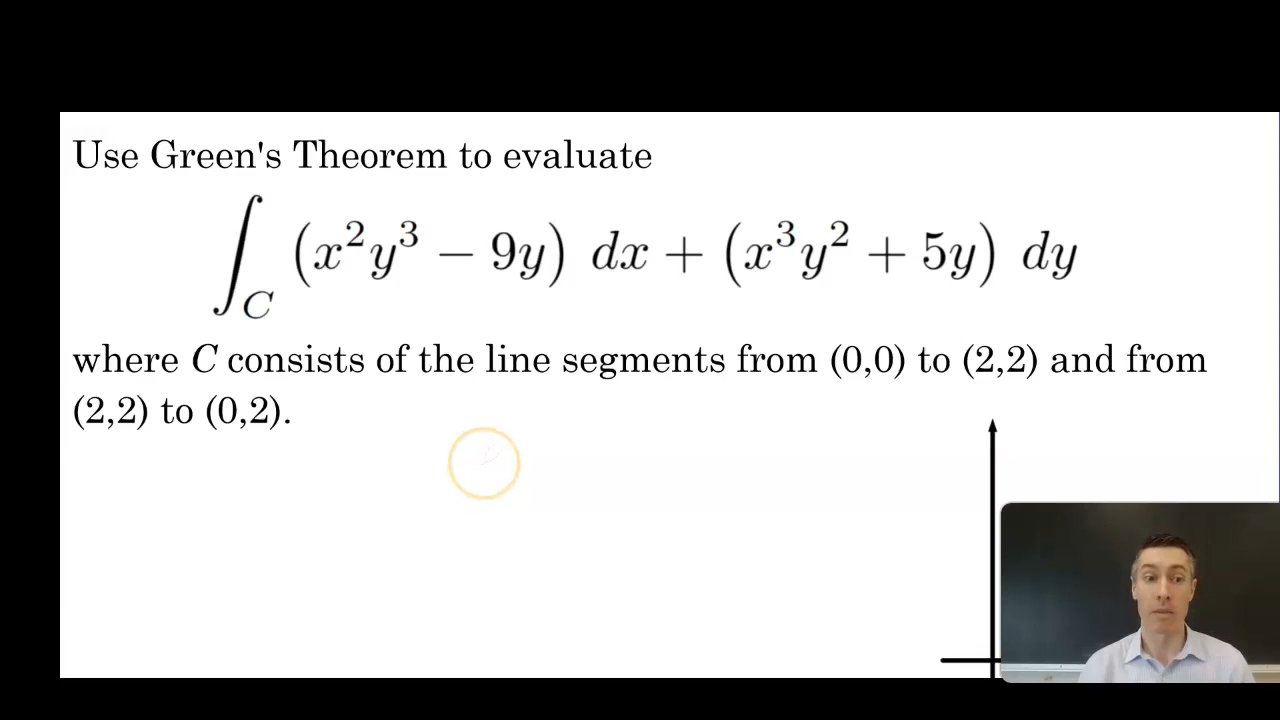 Use Green's Theorem to evaluate
∫_C (x²y³ − 9y) dx + (x³y² + 5y) dy
where C consists of the line segments from (0,0) to (2,2) and from
(2,2) to (0,2).